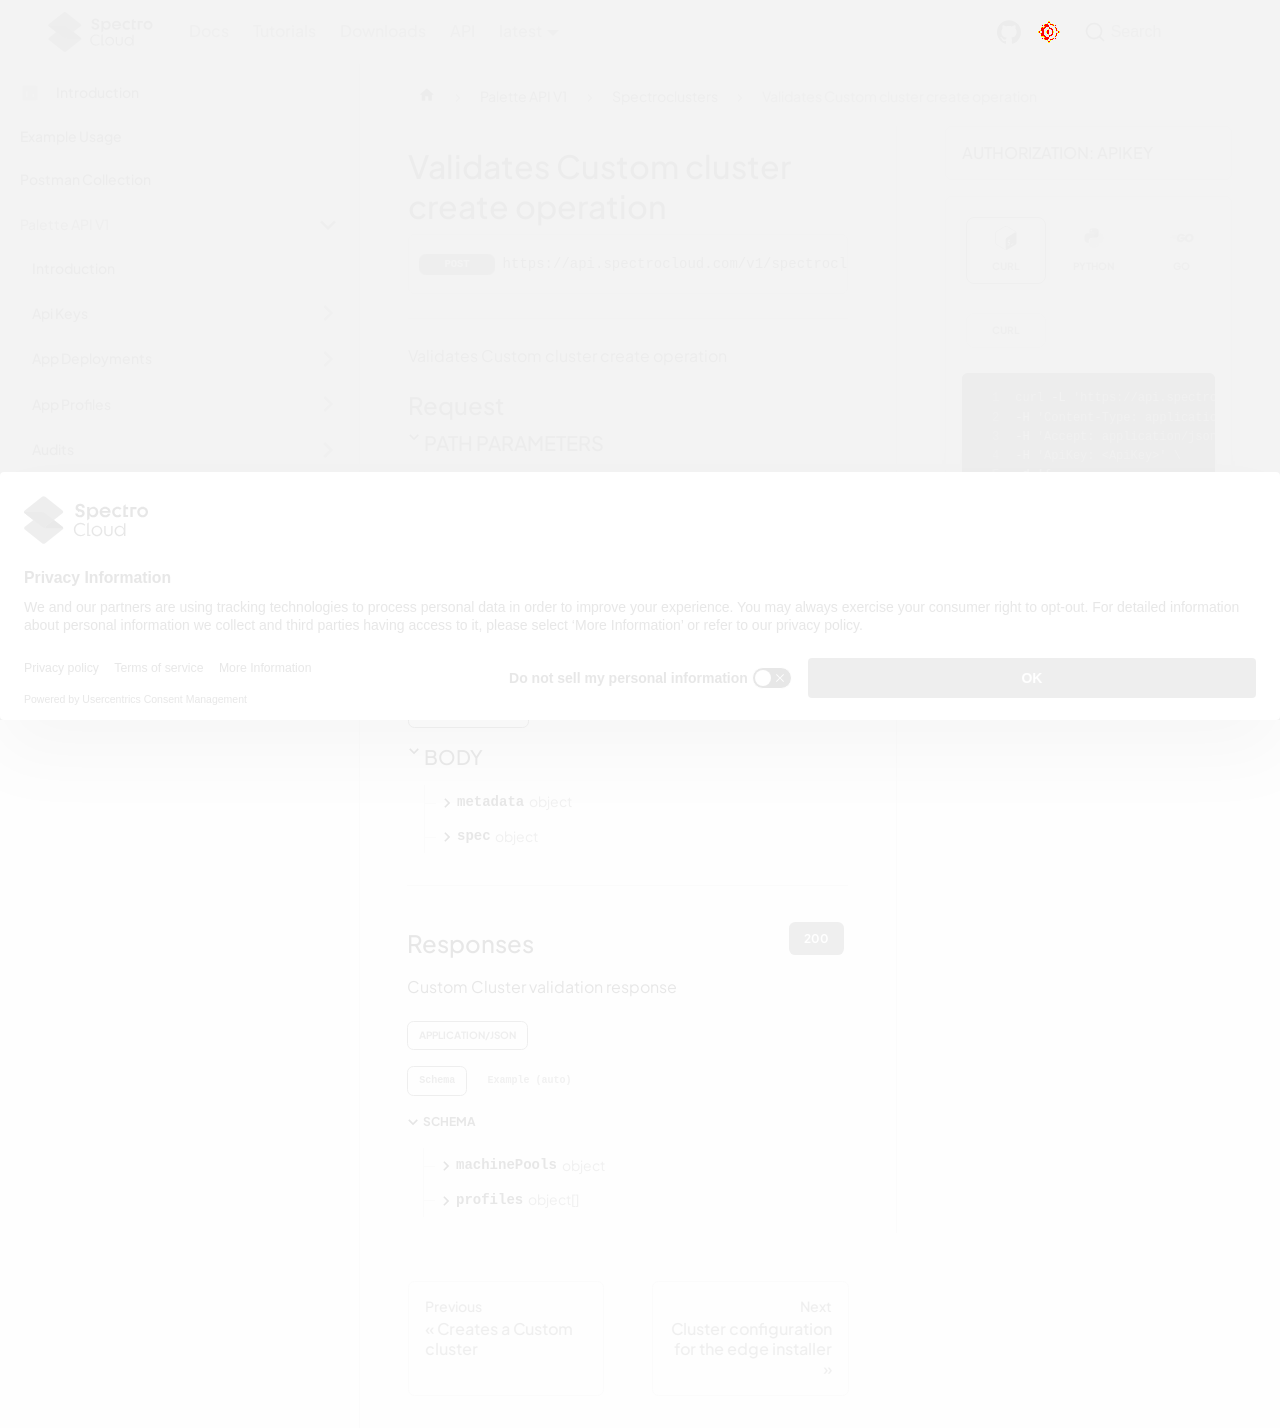 Spectro
Cloud
Docs
Tutorials
Downloads
API
latest
Search
Introduction
Example Usage
Postman Collection
Palette API V1
Introduction
Api Keys
App Deployments
App Profiles
Audits
Palette API V1
Spectroclusters
Validates Custom cluster create operation
Validates Custom cluster
create operation
POST
https://api.spectrocloud.com/v1/spectrocl
Validates Custom cluster create operation
Request
PATH PARAMETERS
AUTHORIZATION: APIKEY
CURL
PYTHON
GO
CURL
Spectro
Cloud
Privacy Information
We and our partners are using tracking technologies to process personal data in order to improve your experience. You may always exercise your consumer right to opt-out. For detailed information
about personal information we collect and third parties having access to it, please select 'More Information' or refer to our privacy policy.
Privacy policy
Terms of service
More Information
Do not sell my personal information
OK
Powered by Usercentrics Consent Management
BODY
metadata object
spec object
Responses
200
Custom Cluster validation response
APPLICATION/JSON
Schema
Example (auto)
SCHEMA
machinePools object
profiles object[]
Previous
« Creates a Custom
cluster
Next
Cluster configuration
for the edge installer
»